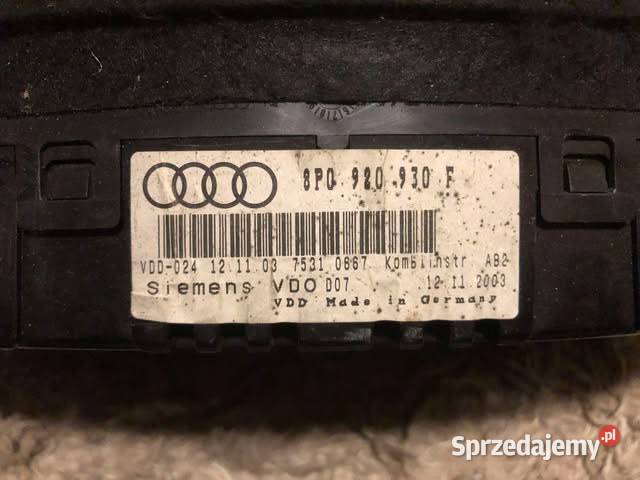 8P0 920 930 F
VDD-024 12.11.03 7531 0667 Kombiinstr. AB2
Siemens VDO D07 12.11.2003
VDD Made in Germany
Sprzedajemy.pl